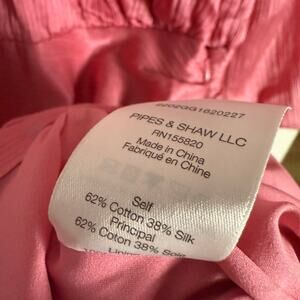 PIPES & SHAW LLC
RN155820
Made in China
Fabriqué en Chine
Self
62% Cotton 38% Silk
Principal
62% Coton 38% Soie